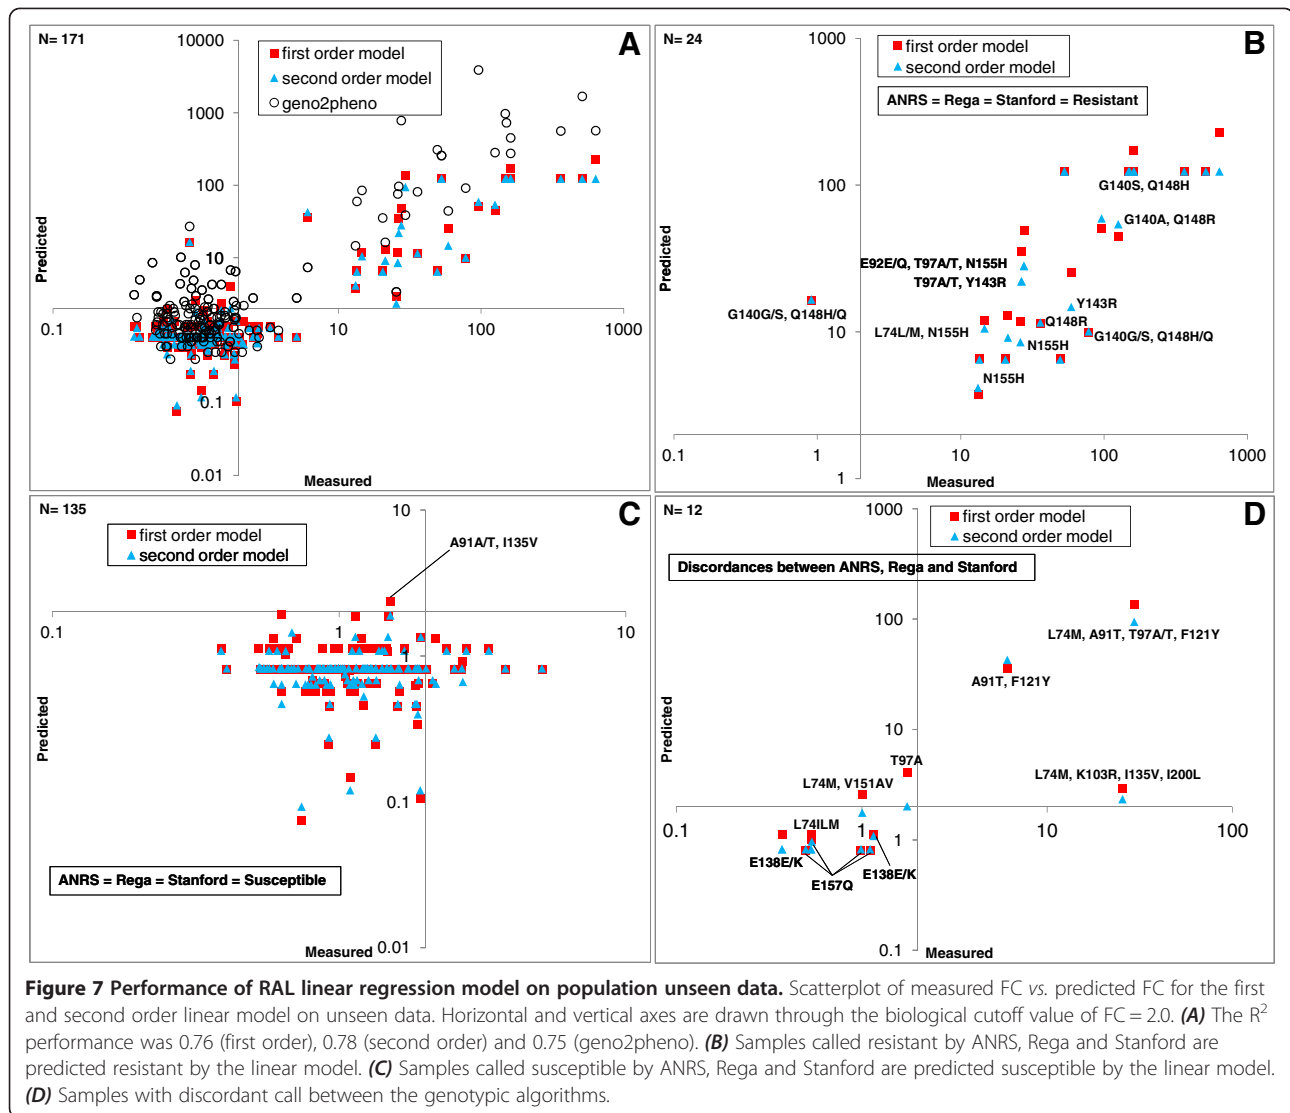 N= 171
A
first order model
second order model
geno2pheno
10000
1000
100
10
0.1
0.01
0.1
10
100
1000
Predicted
Measured
N= 24
B
first order model
second order model
ANRS = Rega = Stanford = Resistant
1000
100
10
1
0.1
1
10
100
1000
Predicted
Measured
G140S, Q148H
G140A, Q148R
E92E/Q, T97A/T, N155H
T97A/T, Y143R
Y143R
G140G/S, Q148H/Q
Q148R
L74L/M, N155H
N155H
G140G/S, Q148H/Q
N155H
N= 135
C
first order model
second order model
A91A/T, I135V
10
1
0.1
0.01
0.1
1
10
Predicted
ANRS = Rega = Stanford = Susceptible
Measured
N= 12
D
first order model
second order model
Discordances between ANRS, Rega and Stanford
1000
100
10
1
0.1
0.1
1
10
100
Predicted
Measured
L74M, A91T, T97A/T, F121Y
A91T, F121Y
T97A
L74M, V151AV
L74M, K103R, I135V, I200L
L74ILM
E138E/K
E157Q
E138E/K
Figure 7 Performance of RAL linear regression model on population unseen data. Scatterplot of measured FC vs. predicted FC for the first
and second order linear model on unseen data. Horizontal and vertical axes are drawn through the biological cutoff value of FC = 2.0. (A) The R²
performance was 0.76 (first order), 0.78 (second order) and 0.75 (geno2pheno). (B) Samples called resistant by ANRS, Rega and Stanford are
predicted resistant by the linear model. (C) Samples called susceptible by ANRS, Rega and Stanford are predicted susceptible by the linear model.
(D) Samples with discordant call between the genotypic algorithms.